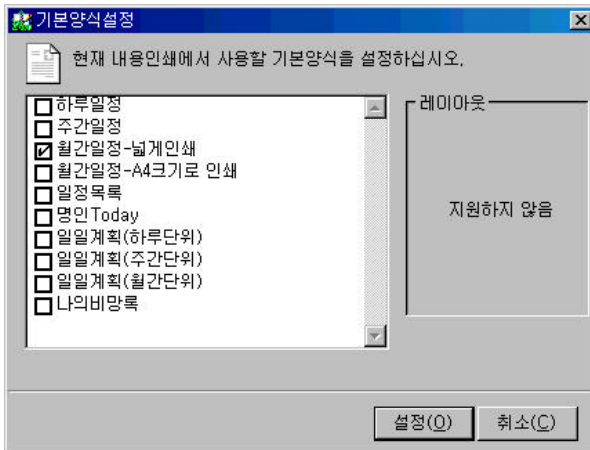 기본양식설정
현재 내용인쇄에서 사용할 기본양식을 설정하십시오.
하루일정
주간일정
월간일정-넓게인쇄
월간일정-A4크기로 인쇄
일정목록
명인Today
일일계획(하루단위)
일일계획(주간단위)
일일계획(월간단위)
나의비망록
레이아웃
지원하지 않음
설정(O) 취소(C)